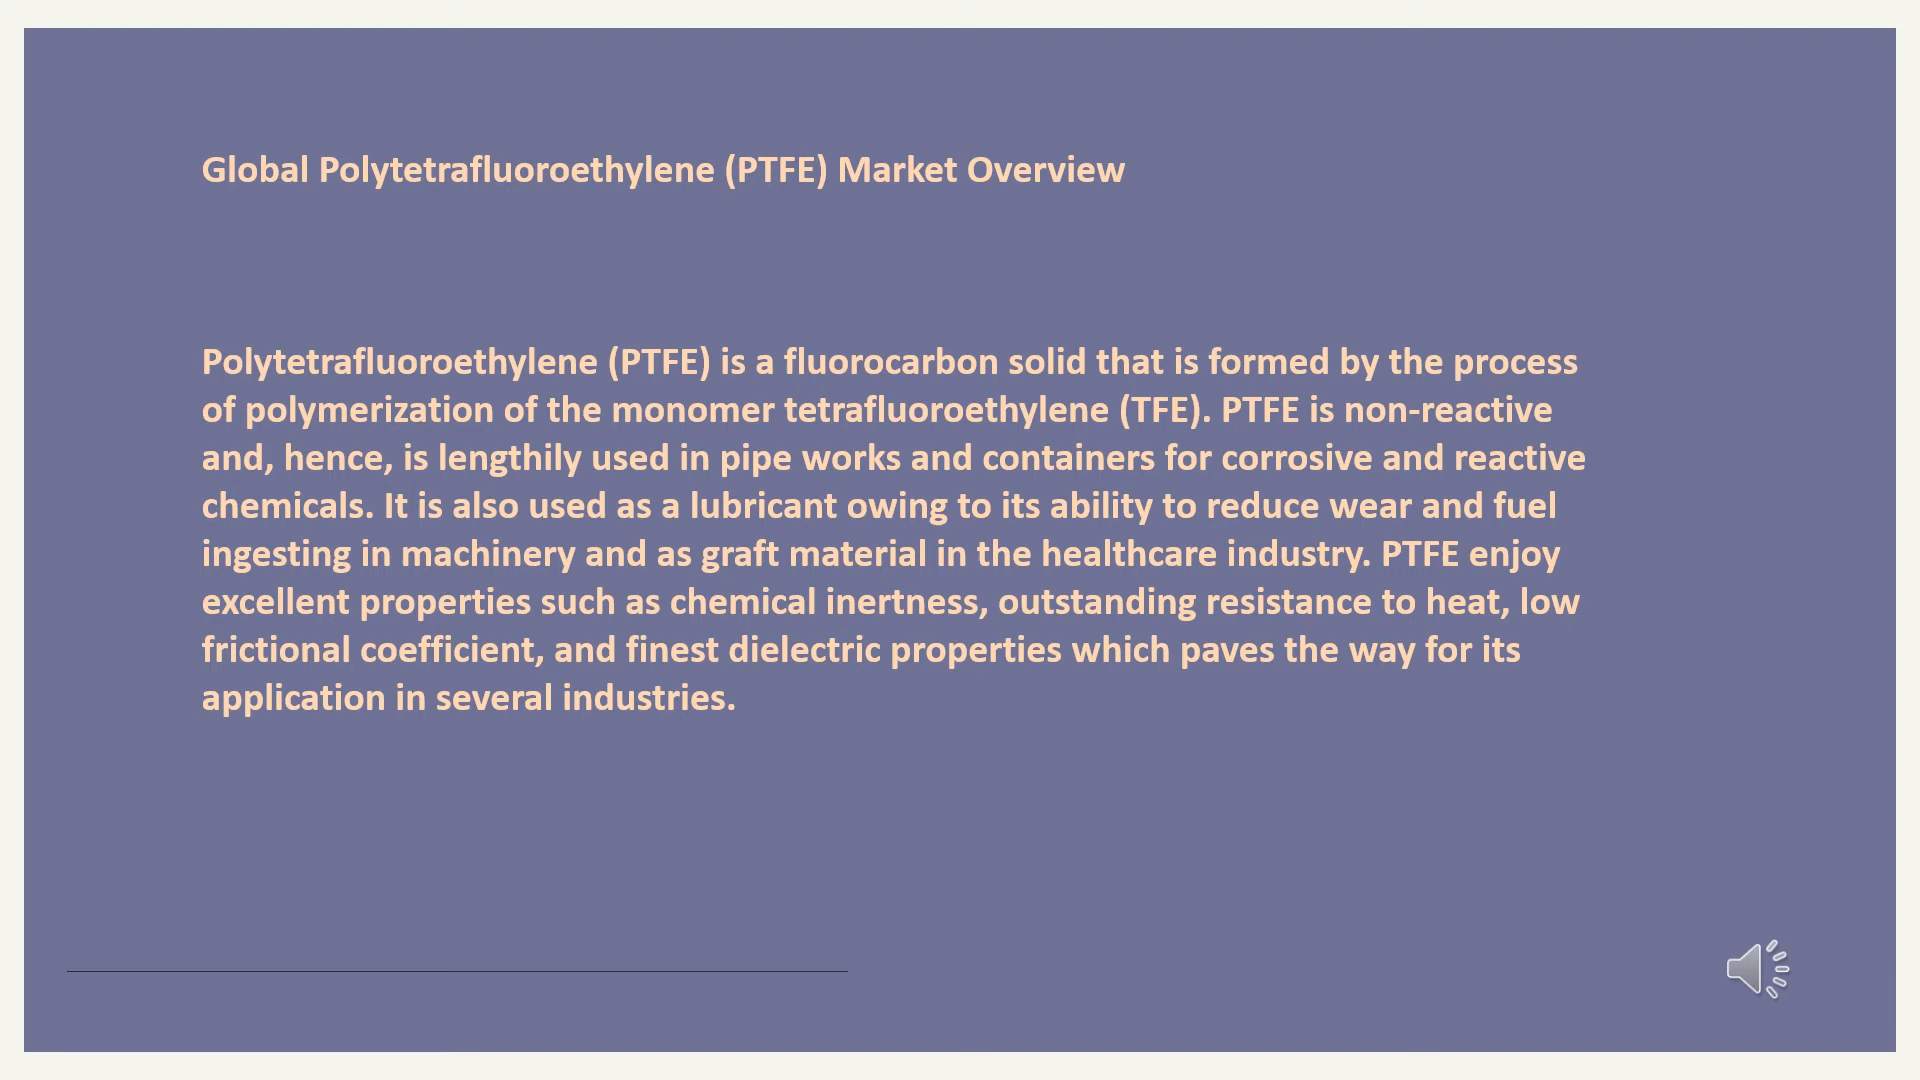 Global Polytetrafluoroethylene (PTFE) Market Overview
Polytetrafluoroethylene (PTFE) is a fluorocarbon solid that is formed by the process
of polymerization of the monomer tetrafluoroethylene (TFE). PTFE is non-reactive
and, hence, is lengthily used in pipe works and containers for corrosive and reactive
chemicals. It is also used as a lubricant owing to its ability to reduce wear and fuel
ingesting in machinery and as graft material in the healthcare industry. PTFE enjoy
excellent properties such as chemical inertness, outstanding resistance to heat, low
frictional coefficient, and finest dielectric properties which paves the way for its
application in several industries.